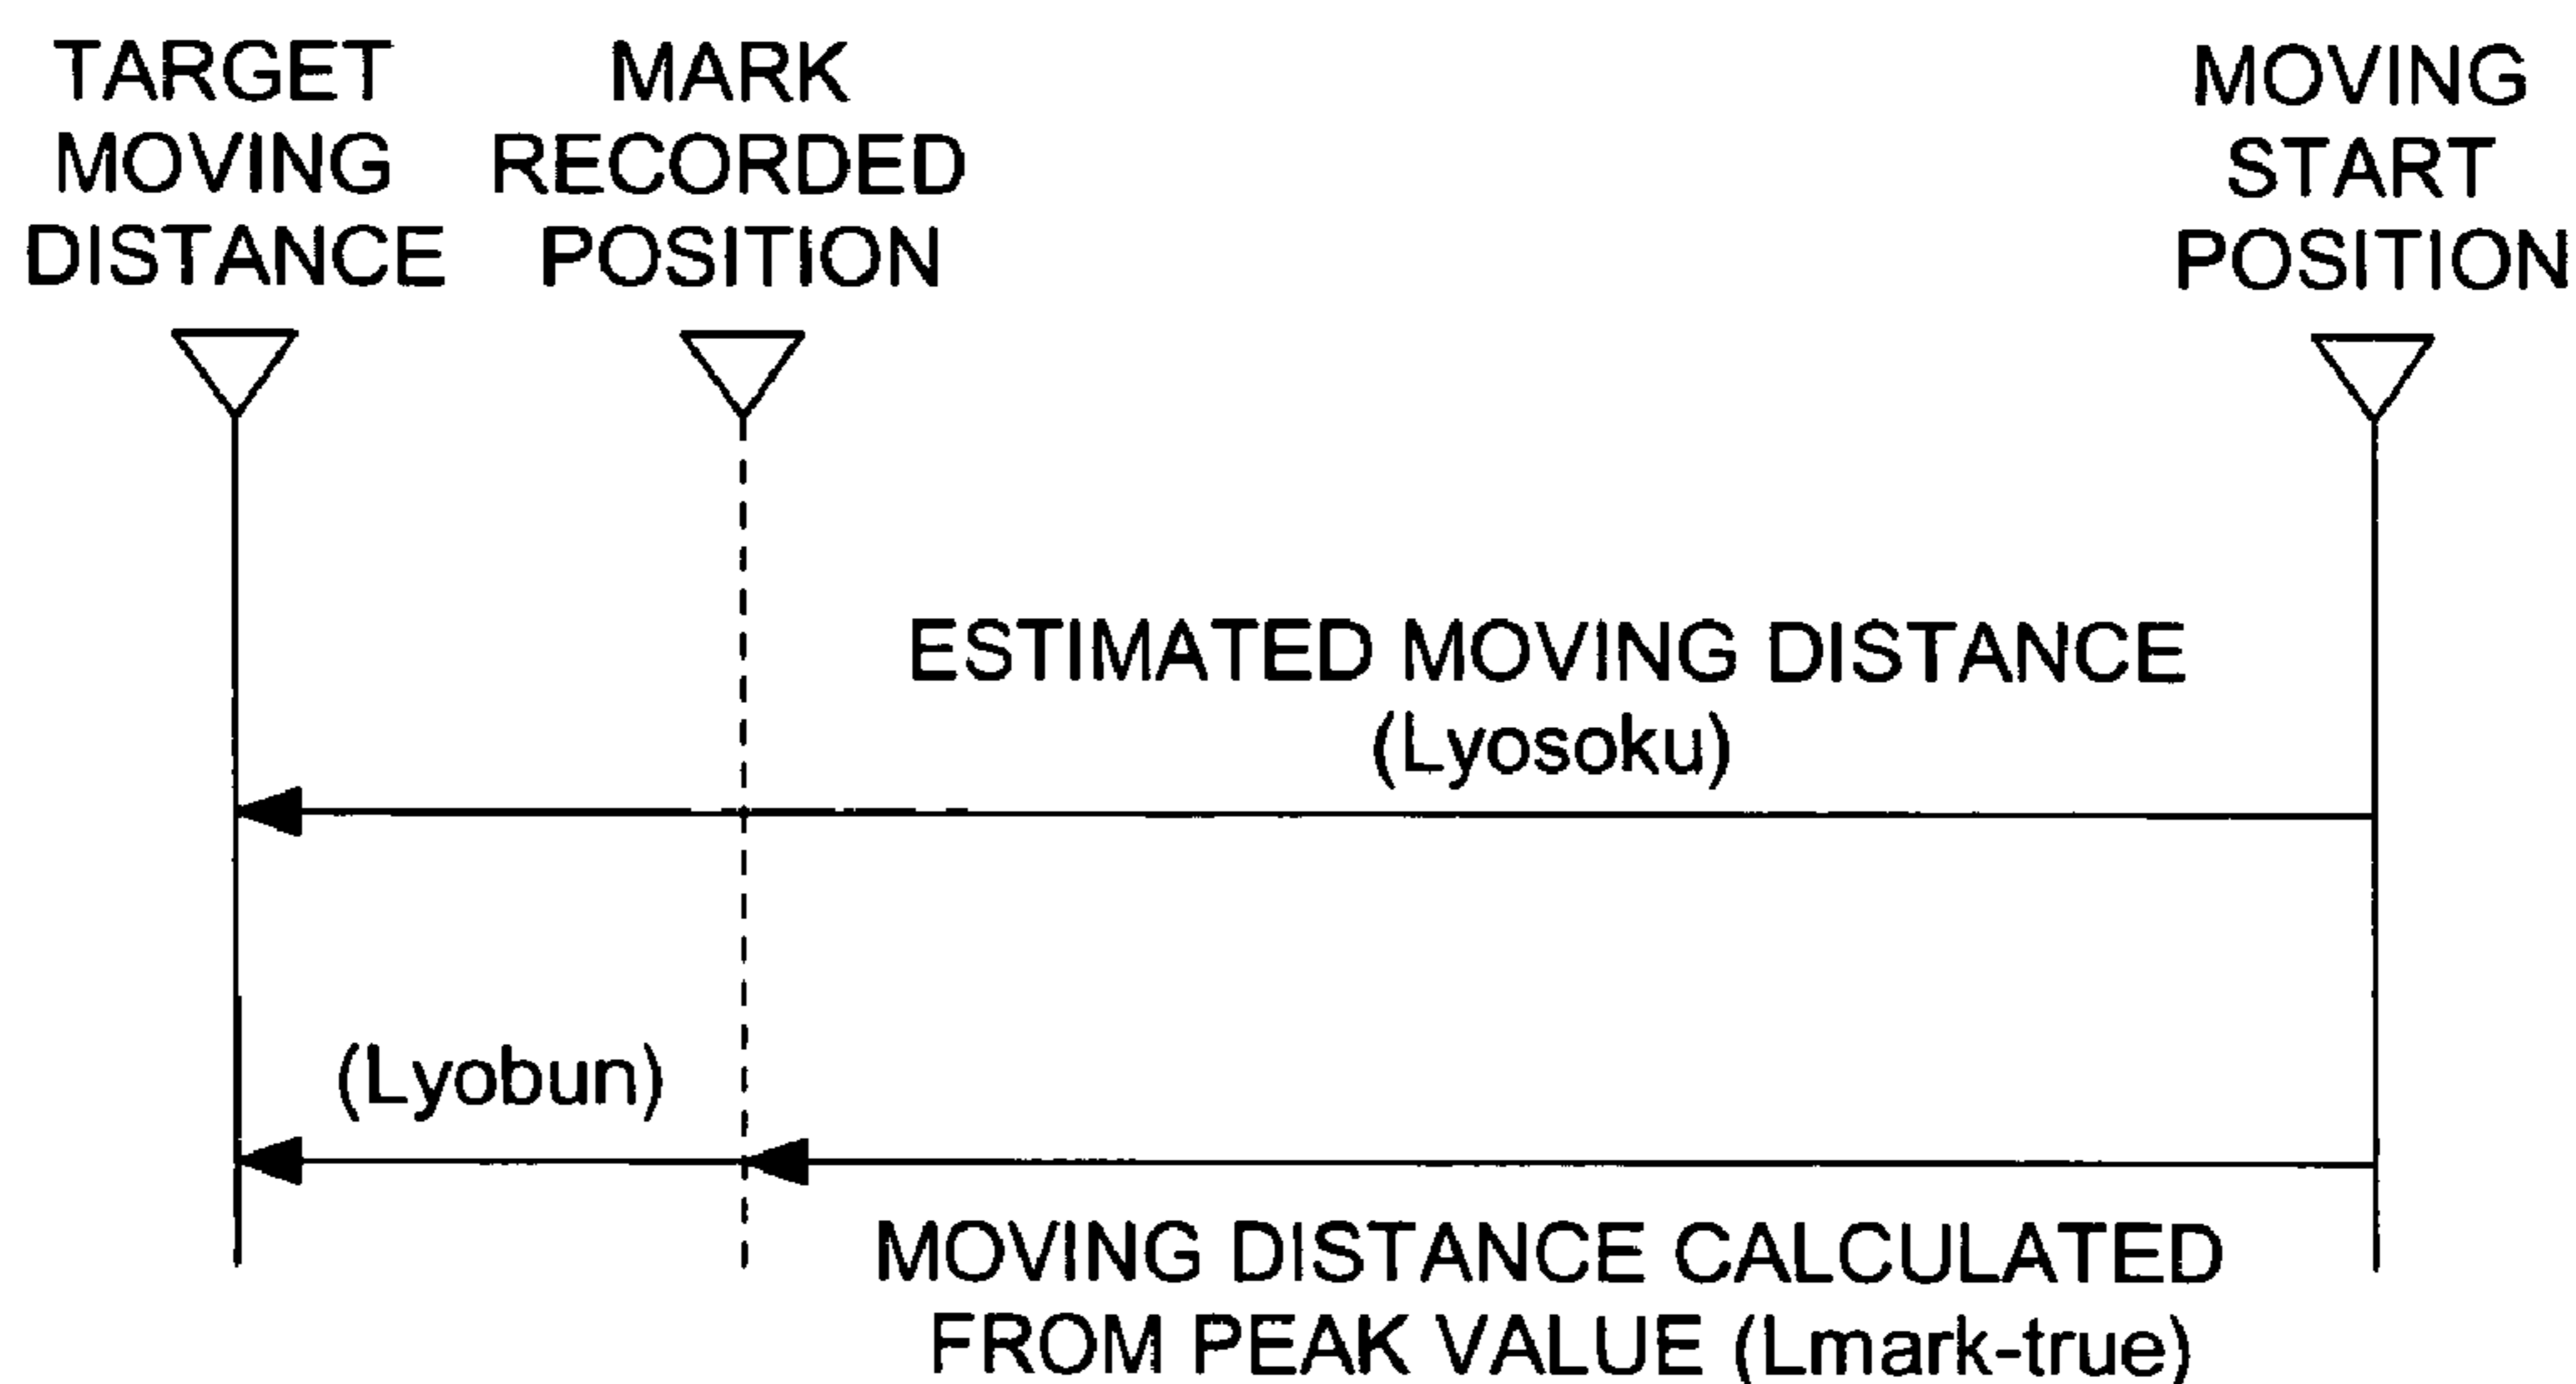 TARGET
MOVING
DISTANCE
MARK
RECORDED
POSITION
MOVING
START
POSITION
ESTIMATED MOVING DISTANCE
(Lyosoku)
(Lyobun)
MOVING DISTANCE CALCULATED
FROM PEAK VALUE (Lmark-true)